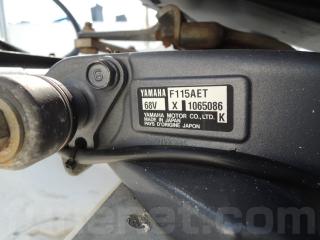 YAMAHA F115AET
68V X 1065086
YAMAHA MOTOR CO., LTD. K
MADE IN JAPAN
PAYS D'ORIGINE JAPON